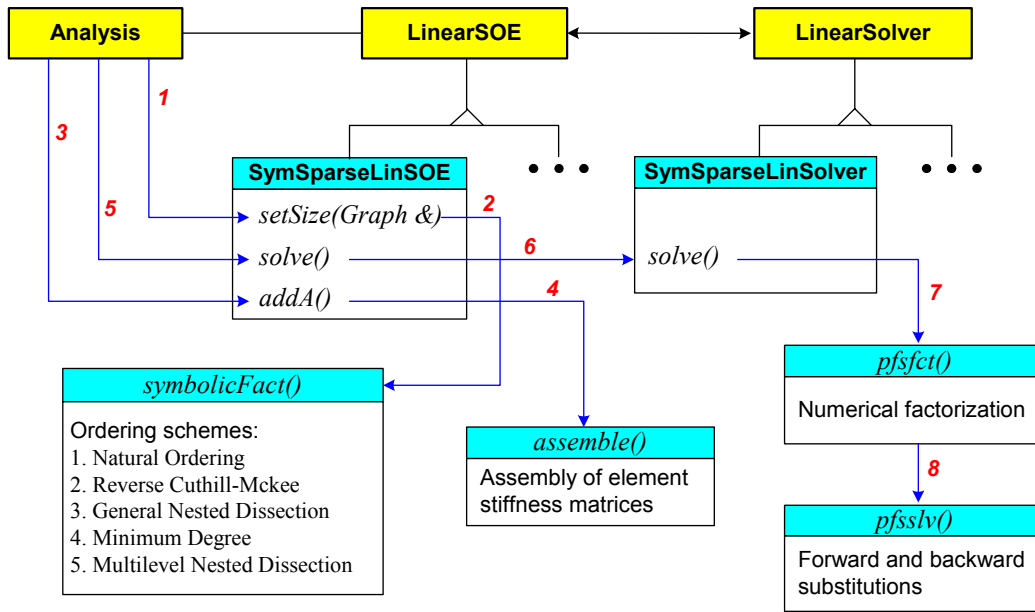 Analysis
LinearSOE
LinearSolver
1
3
5
SymSparseLinSOE
setSize(Graph &)
solve()
addA()
2
6
4
SymSparseLinSolver
solve()
7
symbolicFact()
Ordering schemes:
1. Natural Ordering
2. Reverse Cuthill-Mckee
3. General Nested Dissection
4. Minimum Degree
5. Multilevel Nested Dissection
assemble()
Assembly of element
stiffness matrices
pfsfct()
Numerical factorization
8
pfsslv()
Forward and backward
substitutions